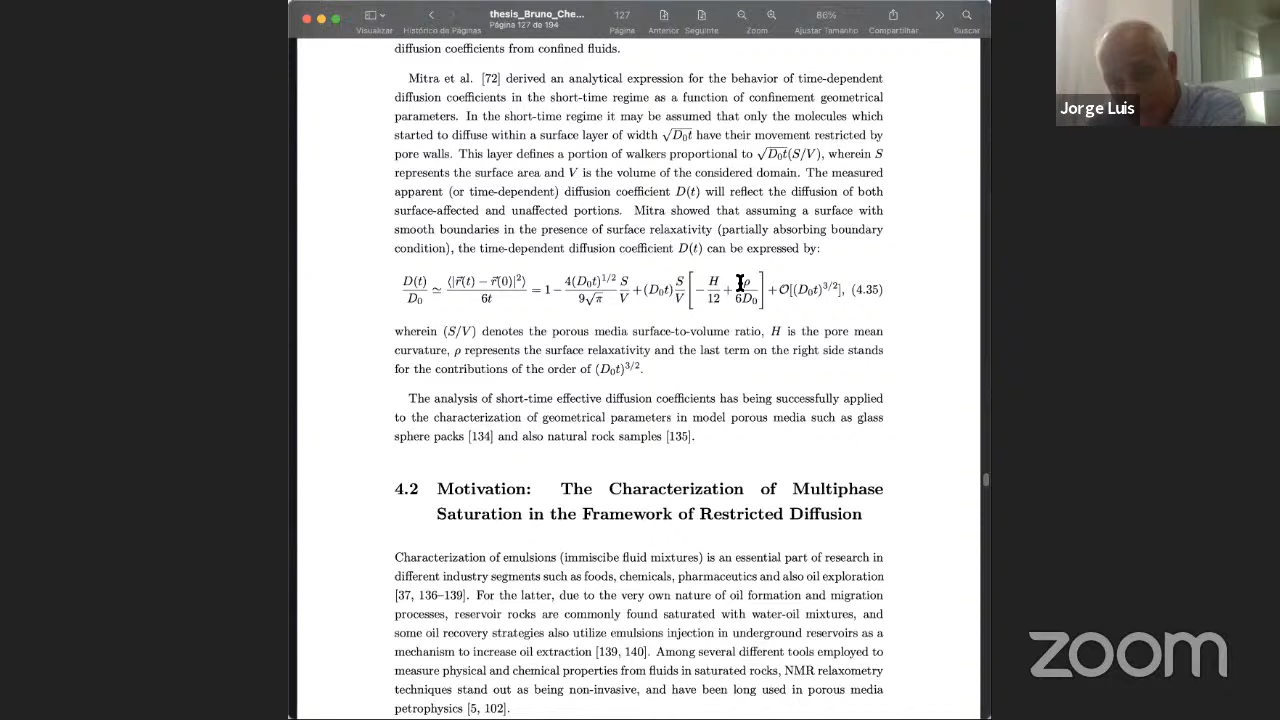 thesis_Bruno_Che...
Página 127 de 194
127
86%
Visualizar
Histórico de Páginas
Página
Anterior
Seguinte
Zoom
Ajustar Tamanho
Compartilhar
Buscar
Jorge Luis
diffusion coefficients from confined fluids.
Mitra et al. [72] derived an analytical expression for the behavior of time-dependent
diffusion coefficients in the short-time regime as a function of confinement geometrical
parameters. In the short-time regime it may be assumed that only the molecules which
started to diffuse within a surface layer of width √D₀t have their movement restricted by
pore walls. This layer defines a portion of walkers proportional to √D₀t(S/V), wherein S
represents the surface area and V is the volume of the considered domain. The measured
apparent (or time-dependent) diffusion coefficient D(t) will reflect the diffusion of both
surface-affected and unaffected portions. Mitra showed that assuming a surface with
smooth boundaries in the presence of surface relaxativity (partially absorbing boundary
condition), the time-dependent diffusion coefficient D(t) can be expressed by:
D(t)/D₀ ≃ ⟨|r⃗(t) − r⃗(0)|²⟩/6t = 1 − 4(D₀t)^1/2/9√π S/V + (D₀t) S/V [− H/12 + ρ/6D₀] + O[(D₀t)^3/2], (4.35)
wherein (S/V) denotes the porous media surface-to-volume ratio, H is the pore mean
curvature, ρ represents the surface relaxativity and the last term on the right side stands
for the contributions of the order of (D₀t)^3/2.
The analysis of short-time effective diffusion coefficients has being successfully applied
to the characterization of geometrical parameters in model porous media such as glass
sphere packs [134] and also natural rock samples [135].
4.2 Motivation: The Characterization of Multiphase
Saturation in the Framework of Restricted Diffusion
Characterization of emulsions (immiscibe fluid mixtures) is an essential part of research in
different industry segments such as foods, chemicals, pharmaceutics and also oil exploration
[37, 136–139]. For the latter, due to the very own nature of oil formation and migration
processes, reservoir rocks are commonly found saturated with water-oil mixtures, and
some oil recovery strategies also utilize emulsions injection in underground reservoirs as a
mechanism to increase oil extraction [139, 140]. Among several different tools employed to
measure physical and chemical properties from fluids in saturated rocks, NMR relaxometry
techniques stand out as being non-invasive, and have been long used in porous media
petrophysics [5, 102].
zoom